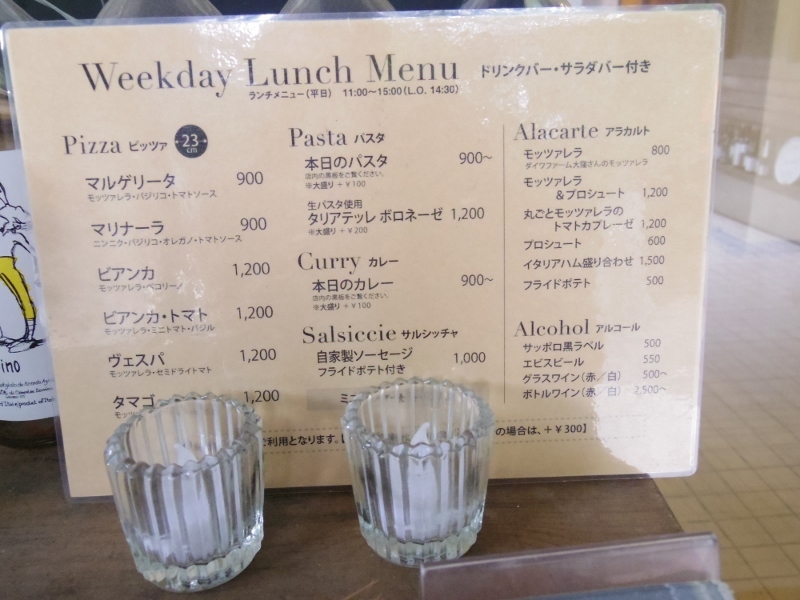 Weekday Lunch Menu ドリンクバー・サラダバー付き
ランチメニュー（平日） 11:00〜15:00（L.O. 14:30）
Pizza ピッツァ 23cm
マルゲリータ 900
モッツァレラ・バジリコ・トマトソース
マリナーラ 900
ニンニク・バジリコ・オレガノ・トマトソース
ビアンカ 1,200
モッツァレラ・ペコリーノ
ビアンカ・トマト 1,200
モッツァレラ・ミニトマト・バジル
ヴェスパ 1,200
モッツァレラ・セミドライトマト
タマゴ 1,200
モッツァ
Pasta パスタ
本日のパスタ 900〜
店内の黒板をご覧ください。
※大盛り ＋￥100
生パスタ使用
タリアテッレ ボロネーゼ 1,200
※大盛り ＋￥200
Curry カレー
本日のカレー 900〜
店内の黒板をご覧ください。
※大盛り ＋￥100
Salsiccie サルシッチャ
自家製ソーセージ 1,000
フライドポテト付き
ミニ
Alacarte アラカルト
モッツァレラ 800
ダイワファーム大窪さんのモッツァレラ
モッツァレラ
＆プロシュート 1,200
丸ごとモッツァレラの
トマトカプレーゼ 1,200
プロシュート 600
イタリアハム盛り合わせ 1,500
フライドポテト 500
Alcohol アルコール
サッポロ黒ラベル 500
エビスビール 550
グラスワイン（赤／白） 500〜
ボトルワイン（赤／白） 2,500〜
ご利用となります。
の場合は、＋￥300】
ino